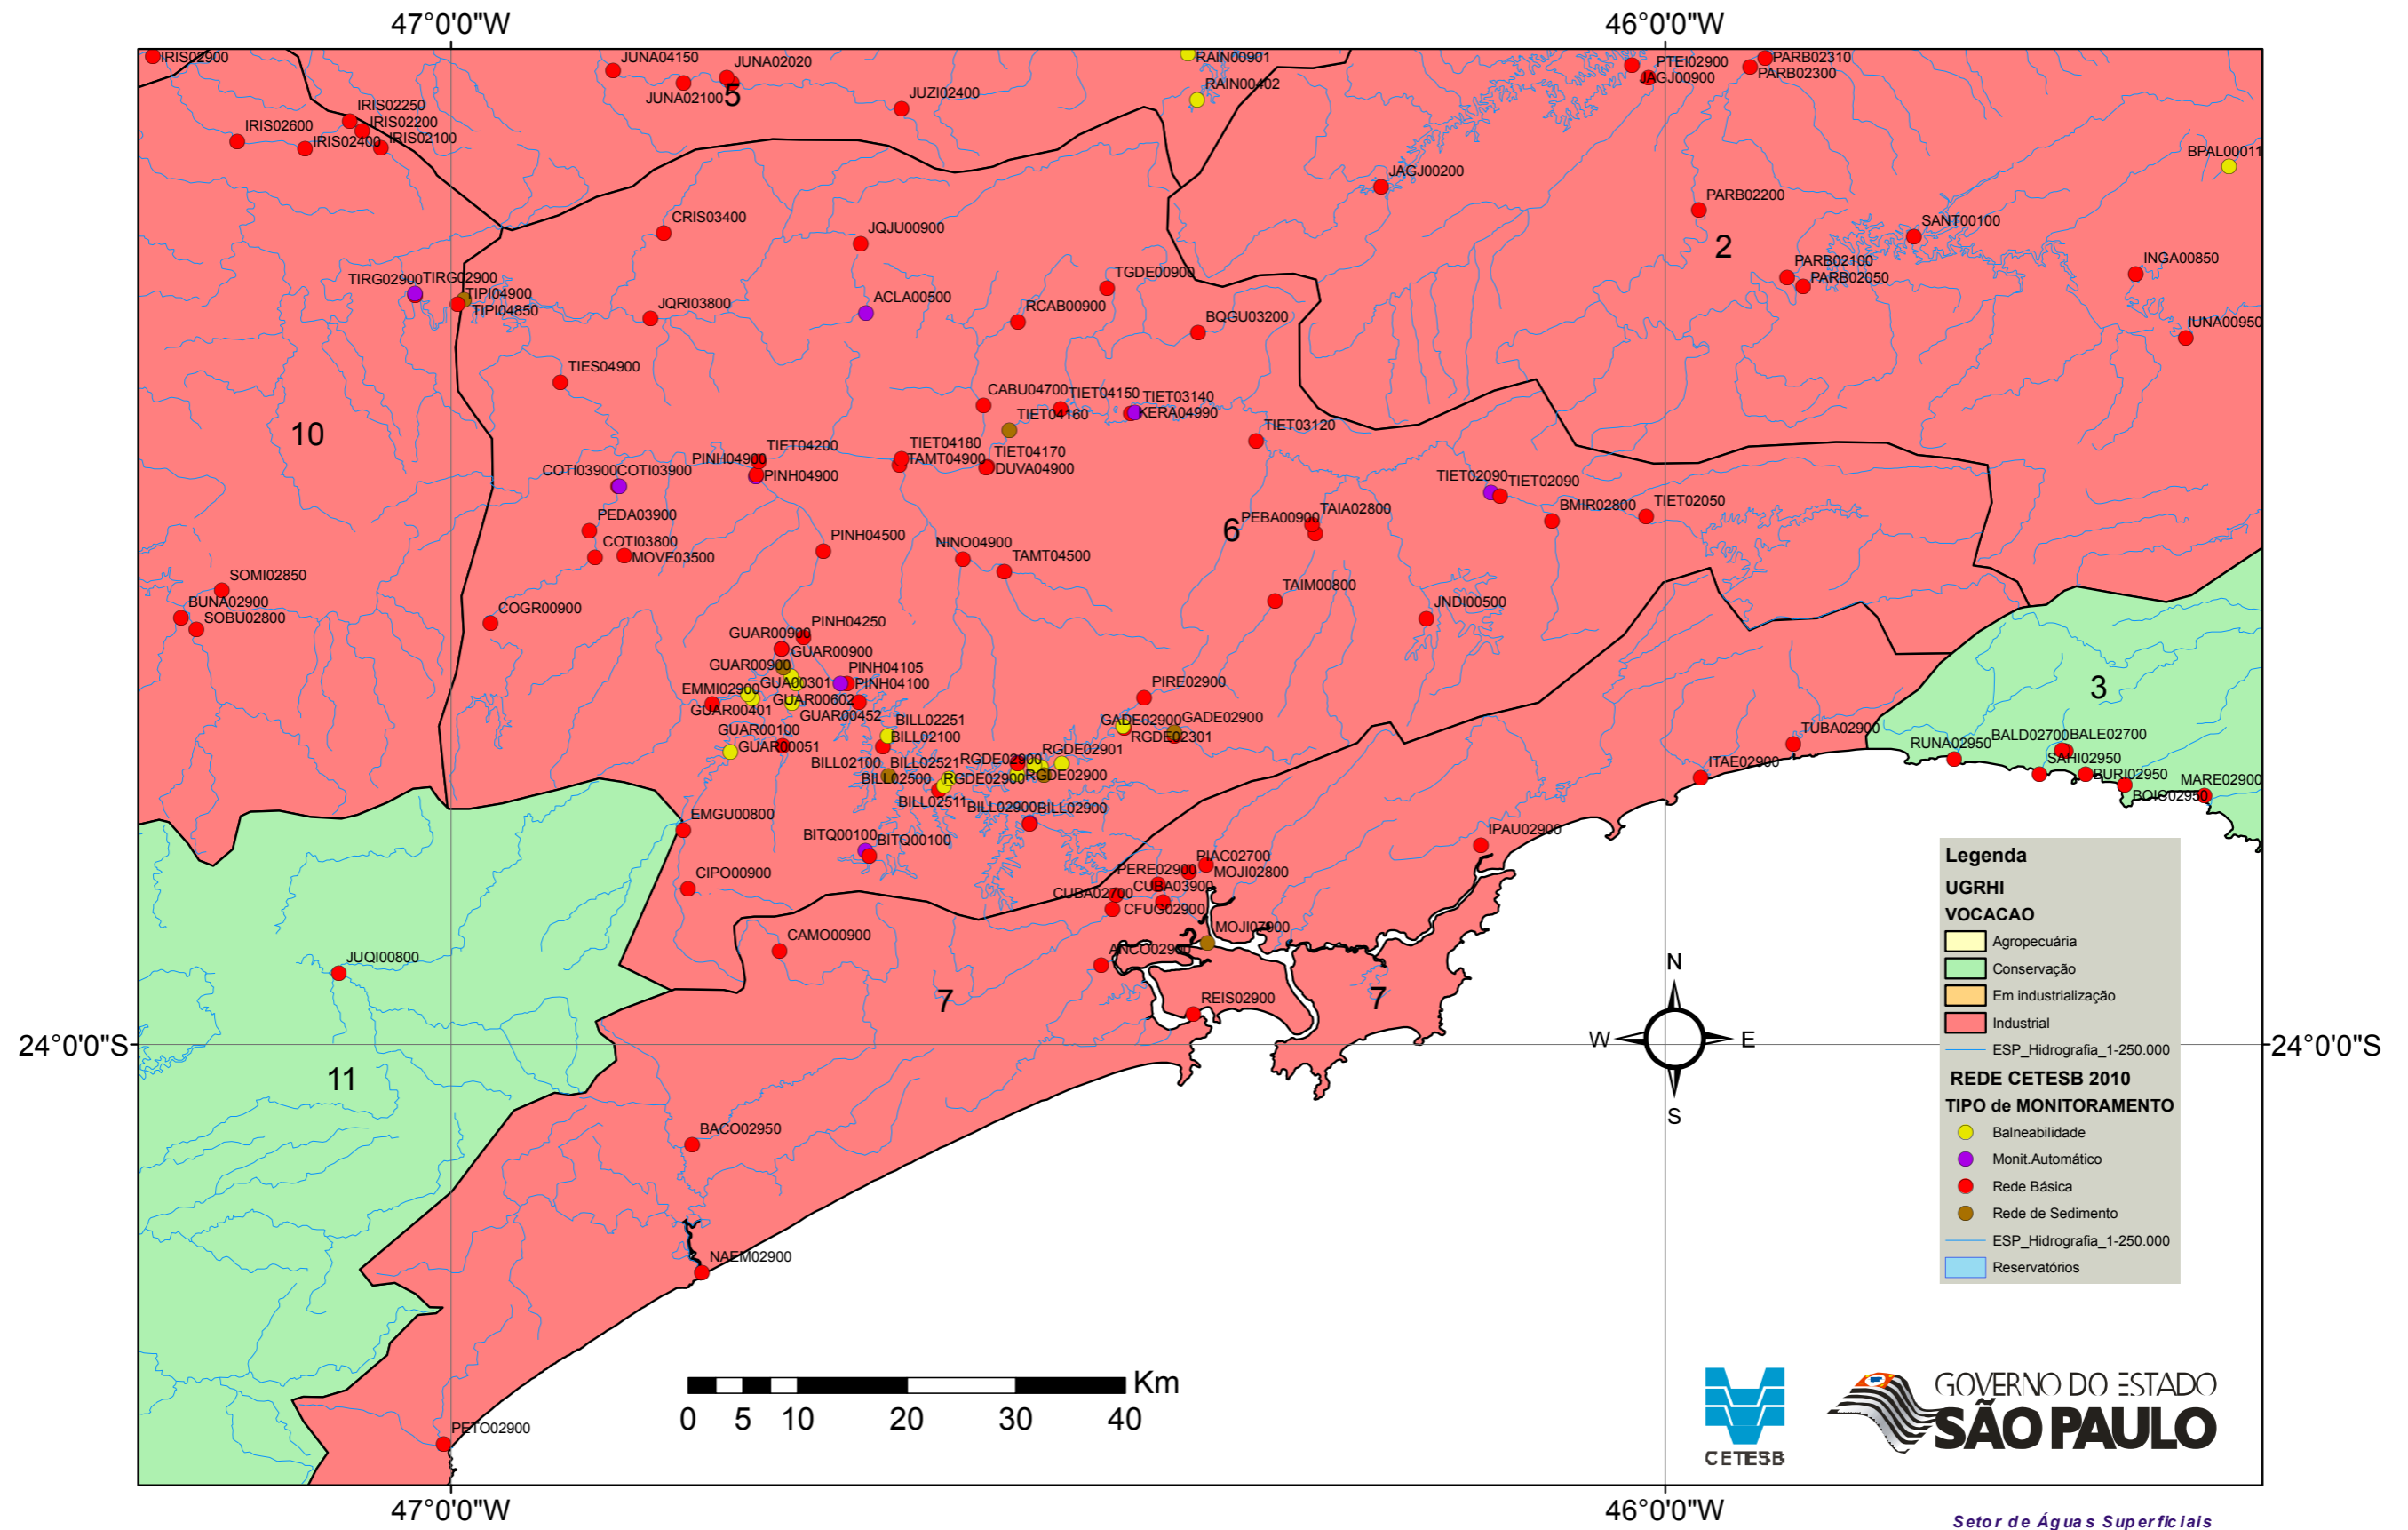 47°0'0"W
46°0'0"W
IRIS02900
JUNA04150
JUNA02020
JUNA02100
5
JUZI02400
RAIN00901
RAIN00402
PTEI02900
JAGJ00900
PARB02310
PARB02300
IRIS02250
IRIS02200
IRIS02100
IRIS02600
IRIS02400
BPAL00011
JAGJ00200
PARB02200
SANT00100
2
CRIS03400
JQJU00900
INGA00850
PARB02100
PARB02050
TIRG02900
TIRG02900
TIPI04900
TIPI04850
JQRI03800
ACLA00500
TGDE00900
RCAB00900
BQGU03200
IUNA00950
TIES04900
CABU04700
TIET04150
TIET03140
KERA04990
TIET04160
TIET03120
10
TIET04200
PINH04900
PINH04900
TIET04180
TAMT04900
TIET04170
DUVA04900
COTI03900
COTI03900
TIET02090
TIET02090
BMIR02800
TIET02050
PEDA03900
COTI03800
MOVE03500
PINH04500
NINO04900
TAMT04500
6
PEBA00900
TAIA02800
SOMI02850
BUNA02900
SOBU02800
COGR00900
TAIM00800
JNDI00500
PINH04250
GUAR00900
GUAR00900
GUAR00900
PINH04105
PINH04100
GUA00301
EMMI02900
GUAR00602
GUAR00401
GUAR00452
PIRE02900
3
GUAR00100
GUAR00051
BILL02251
BILL02100
GADE02900
GADE02900
RGDE02301
TUBA02900
RUNA02950
BALD02700
BALE02700
RGDE02901
BILL02100
BILL02521
RGDE02900
BILL02500
RGDE02900
RGDE02900
ITAE02900
SAHI02950
BURI02950
MARE02900
BOIS02950
BILL02511
BILL02900
BILL02900
EMGU00800
BITQ00100
BITQ00100
IPAU02900
CIPO00900
PIAC02700
MOJI02800
PERE02900
CUBA03900
CUBA02700
CFUG02900
CAMO00900
MOJI07900
JUQI00800
7
REIS02900
7
24°0'0"S
24°0'0"S
11
BACO02950
NAEM02900
PETO02900
Legenda
UGRHI
VOCACAO
Agropecuária
Conservação
Em industrialização
Industrial
ESP_Hidrografia_1-250.000
REDE CETESB 2010
TIPO de MONITORAMENTO
Balneabilidade
Monit.Automático
Rede Básica
Rede de Sedimento
ESP_Hidrografia_1-250.000
Reservatórios
N
W
E
S
Km
0 5 10 20 30 40
CETESB
GOVERNO DO ESTADO
SÃO PAULO
47°0'0"W
46°0'0"W
Setor de Águas Superficiais